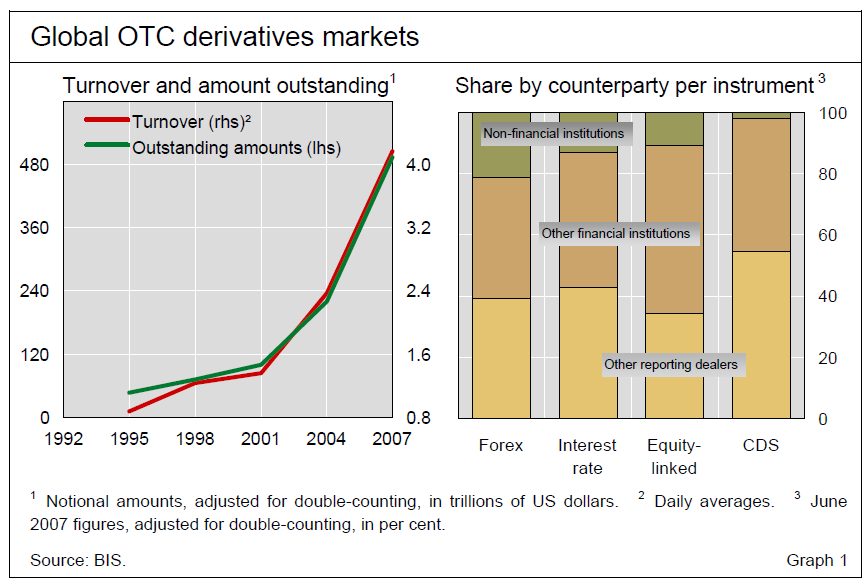 Global OTC derivatives markets
Turnover and amount outstanding¹
Turnover (rhs)²
Outstanding amounts (lhs)
480
360
240
120
0
4.0
3.2
2.4
1.6
0.8
1992
1995
1998
2001
2004
2007
Share by counterparty per instrument ³
Non-financial institutions
Other financial institutions
Other reporting dealers
100
80
60
40
20
0
Forex
Interest
rate
Equity-
linked
CDS
¹ Notional amounts, adjusted for double-counting, in trillions of US dollars. ² Daily averages. ³ June
2007 figures, adjusted for double-counting, in per cent.
Source: BIS.
Graph 1